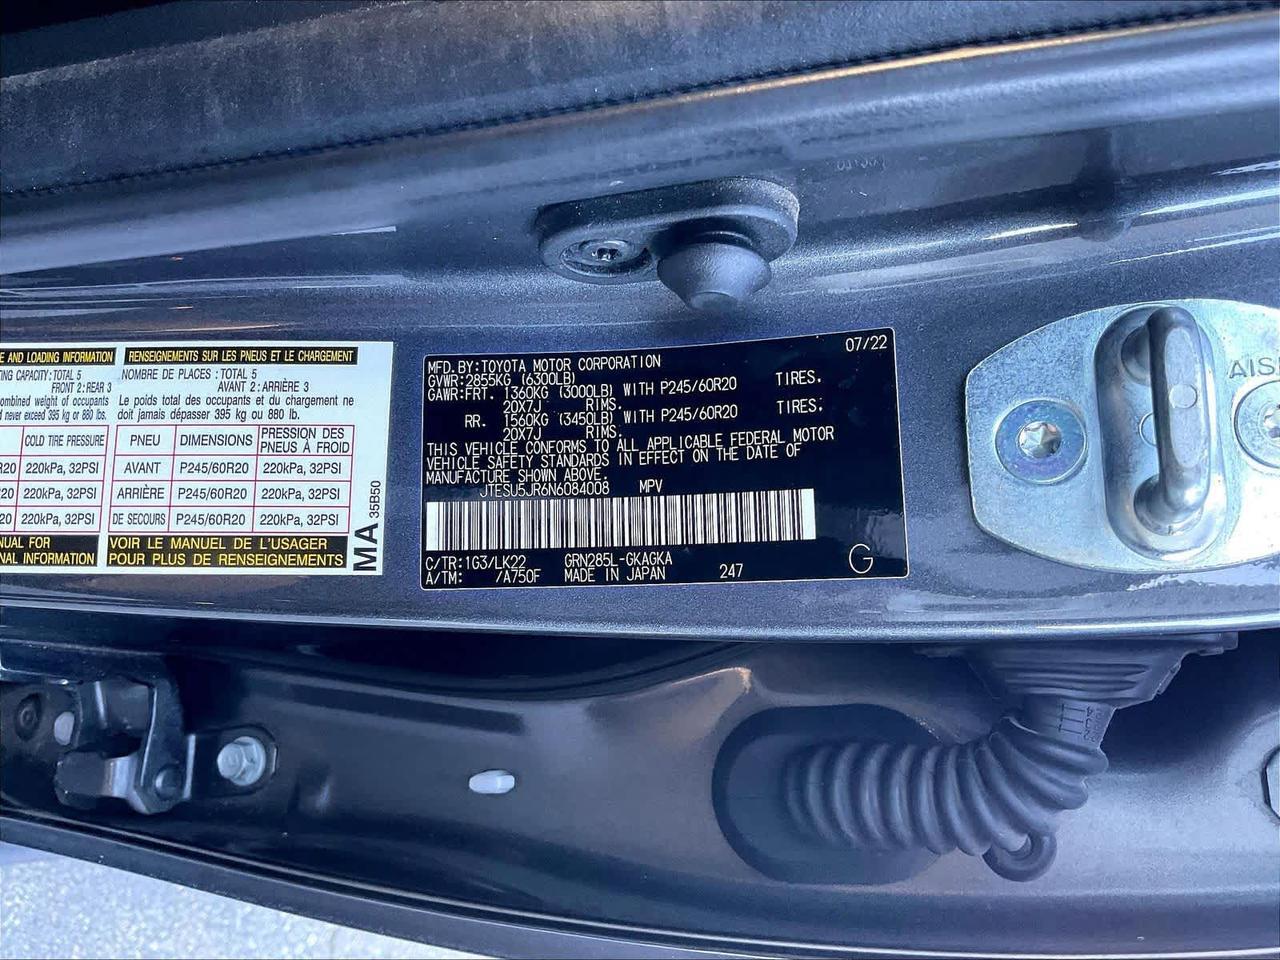 E AND LOADING INFORMATION
TING CAPACITY: TOTAL 5
FRONT 2: REAR 3
combined weight of occupants
d never exceed 395 kg or 880 lbs.
COLD TIRE PRESSURE
R20 220kPa, 32PSI
20 220kPa, 32PSI
20 220kPa, 32PSI
NUAL FOR
NAL INFORMATION
RENSEIGNEMENTS SUR LES PNEUS ET LE CHARGEMENT
NOMBRE DE PLACES : TOTAL 5
AVANT 2: ARRIÈRE 3
Le poids total des occupants et du chargement ne
doit jamais dépasser 395 kg ou 880 lb.
PNEU DIMENSIONS PRESSION DES PNEUS À FROID
AVANT P245/60R20 220kPa, 32PSI
ARRIÈRE P245/60R20 220kPa, 32PSI
DE SECOURS P245/60R20 220kPa, 32PSI
VOIR LE MANUEL DE L'USAGER
POUR PLUS DE RENSEIGNEMENTS
MA 35B50
MFD.BY:TOYOTA MOTOR CORPORATION 07/22
GVWR:2855KG (6300LB)
GAWR:FRT. 1360KG (3000LB) WITH P245/60R20 TIRES.
20X7J RIMS.
RR. 1560KG (3450LB) WITH P245/60R20 TIRES.
20X7J RIMS.
THIS VEHICLE CONFORMS TO ALL APPLICABLE FEDERAL MOTOR
VEHICLE SAFETY STANDARDS IN EFFECT ON THE DATE OF
MANUFACTURE SHOWN ABOVE.
JTESU5JR6N6084008 MPV
C/TR:1G3/LK22 GRN285L-GKAGKA
A/TM: /A750F MADE IN JAPAN 247
G